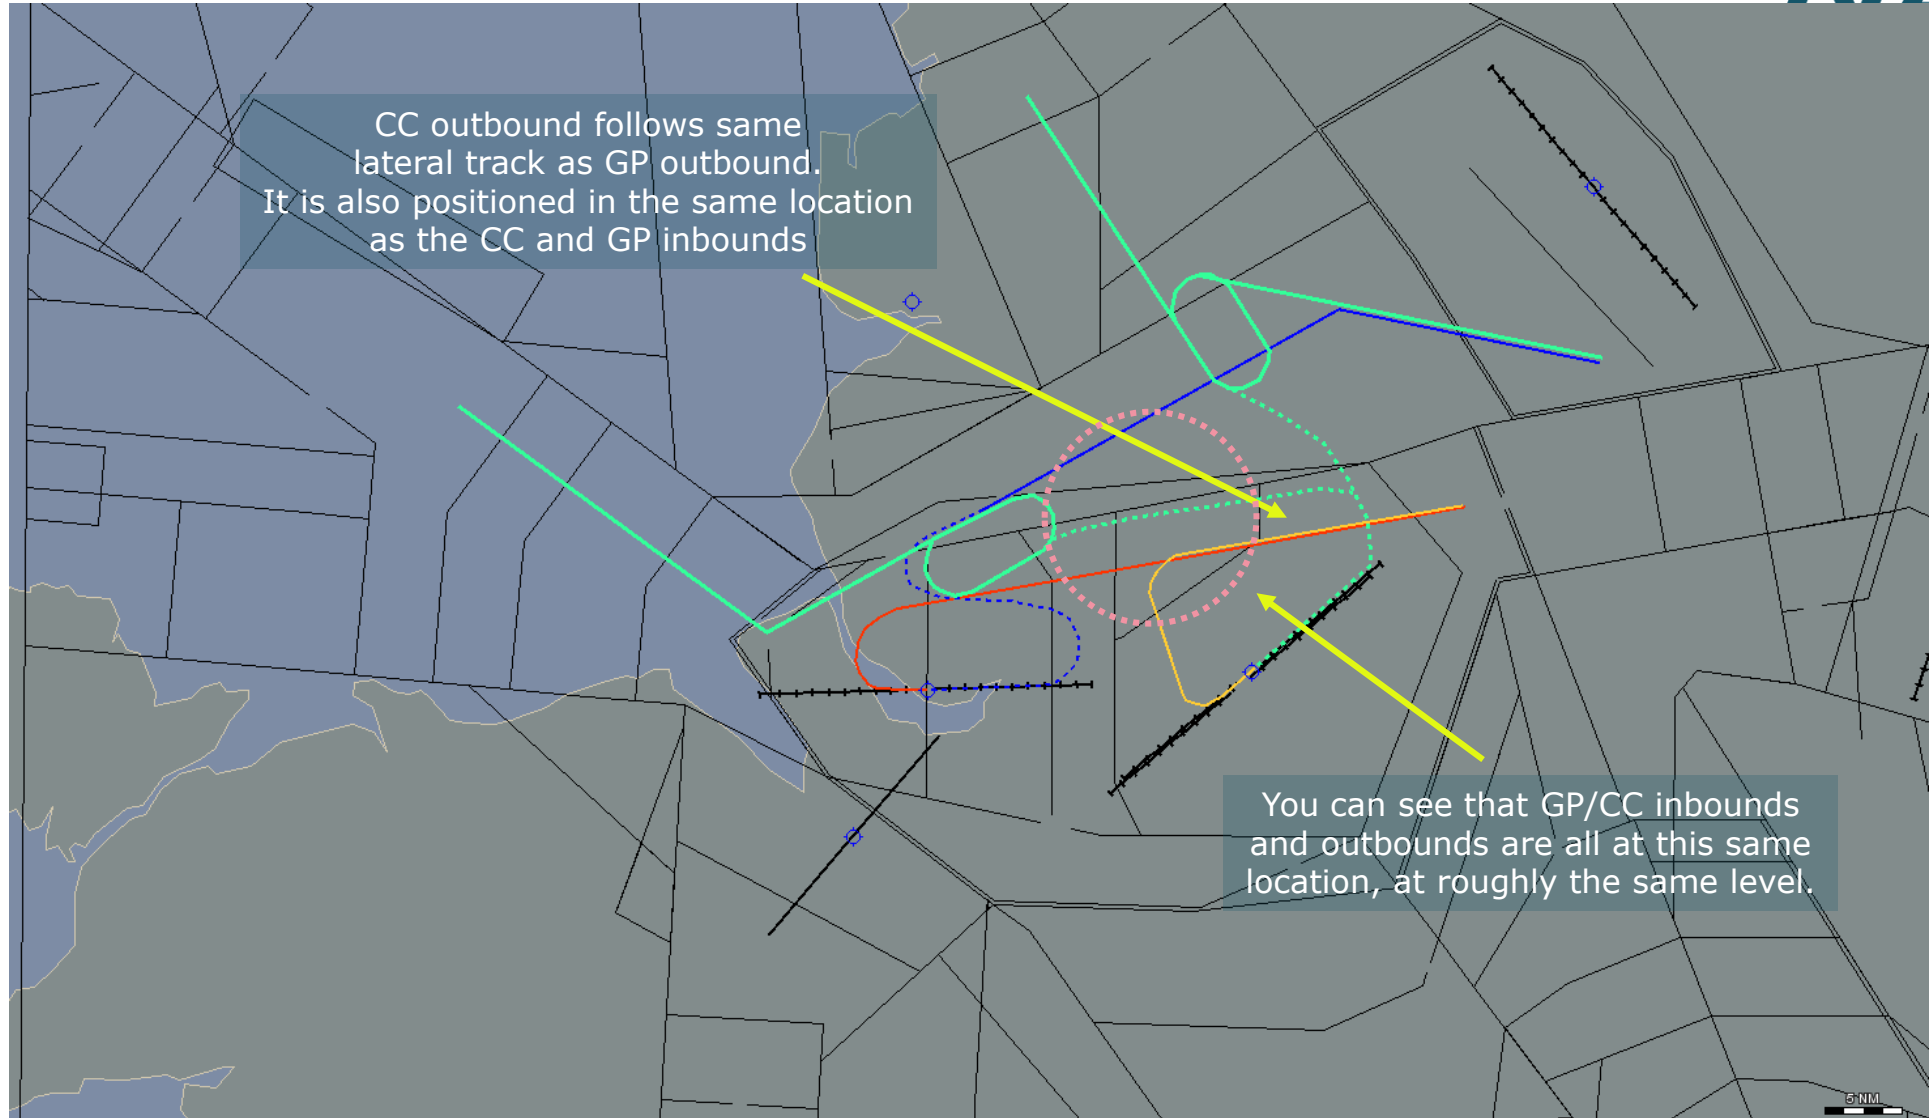 CC outbound follows same
lateral track as GP outbound.
It is also positioned in the same location
as the CC and GP inbounds
You can see that GP/CC inbounds
and outbounds are all at this same
location, at roughly the same level.
5 NM